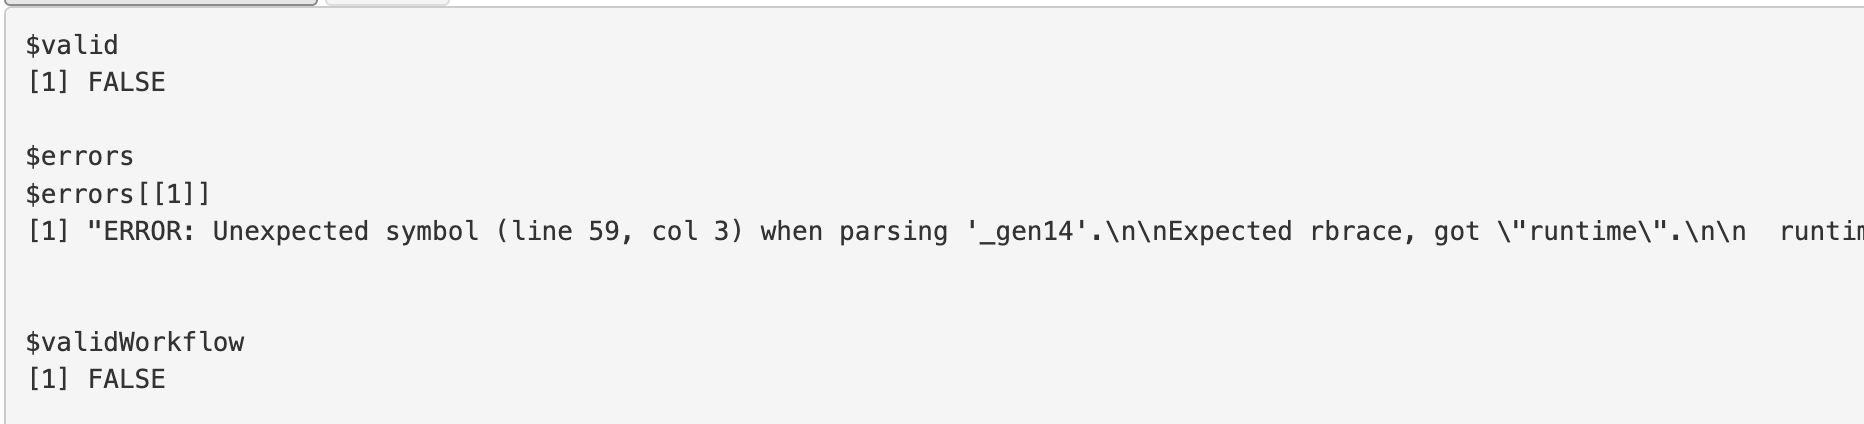 $valid
[1] FALSE
$errors
$errors[[1]]
[1] "ERROR: Unexpected symbol (line 59, col 3) when parsing '_gen14'.\n\nExpected rbrace, got \"runtime\".\n\n  runtim
$validWorkflow
[1] FALSE